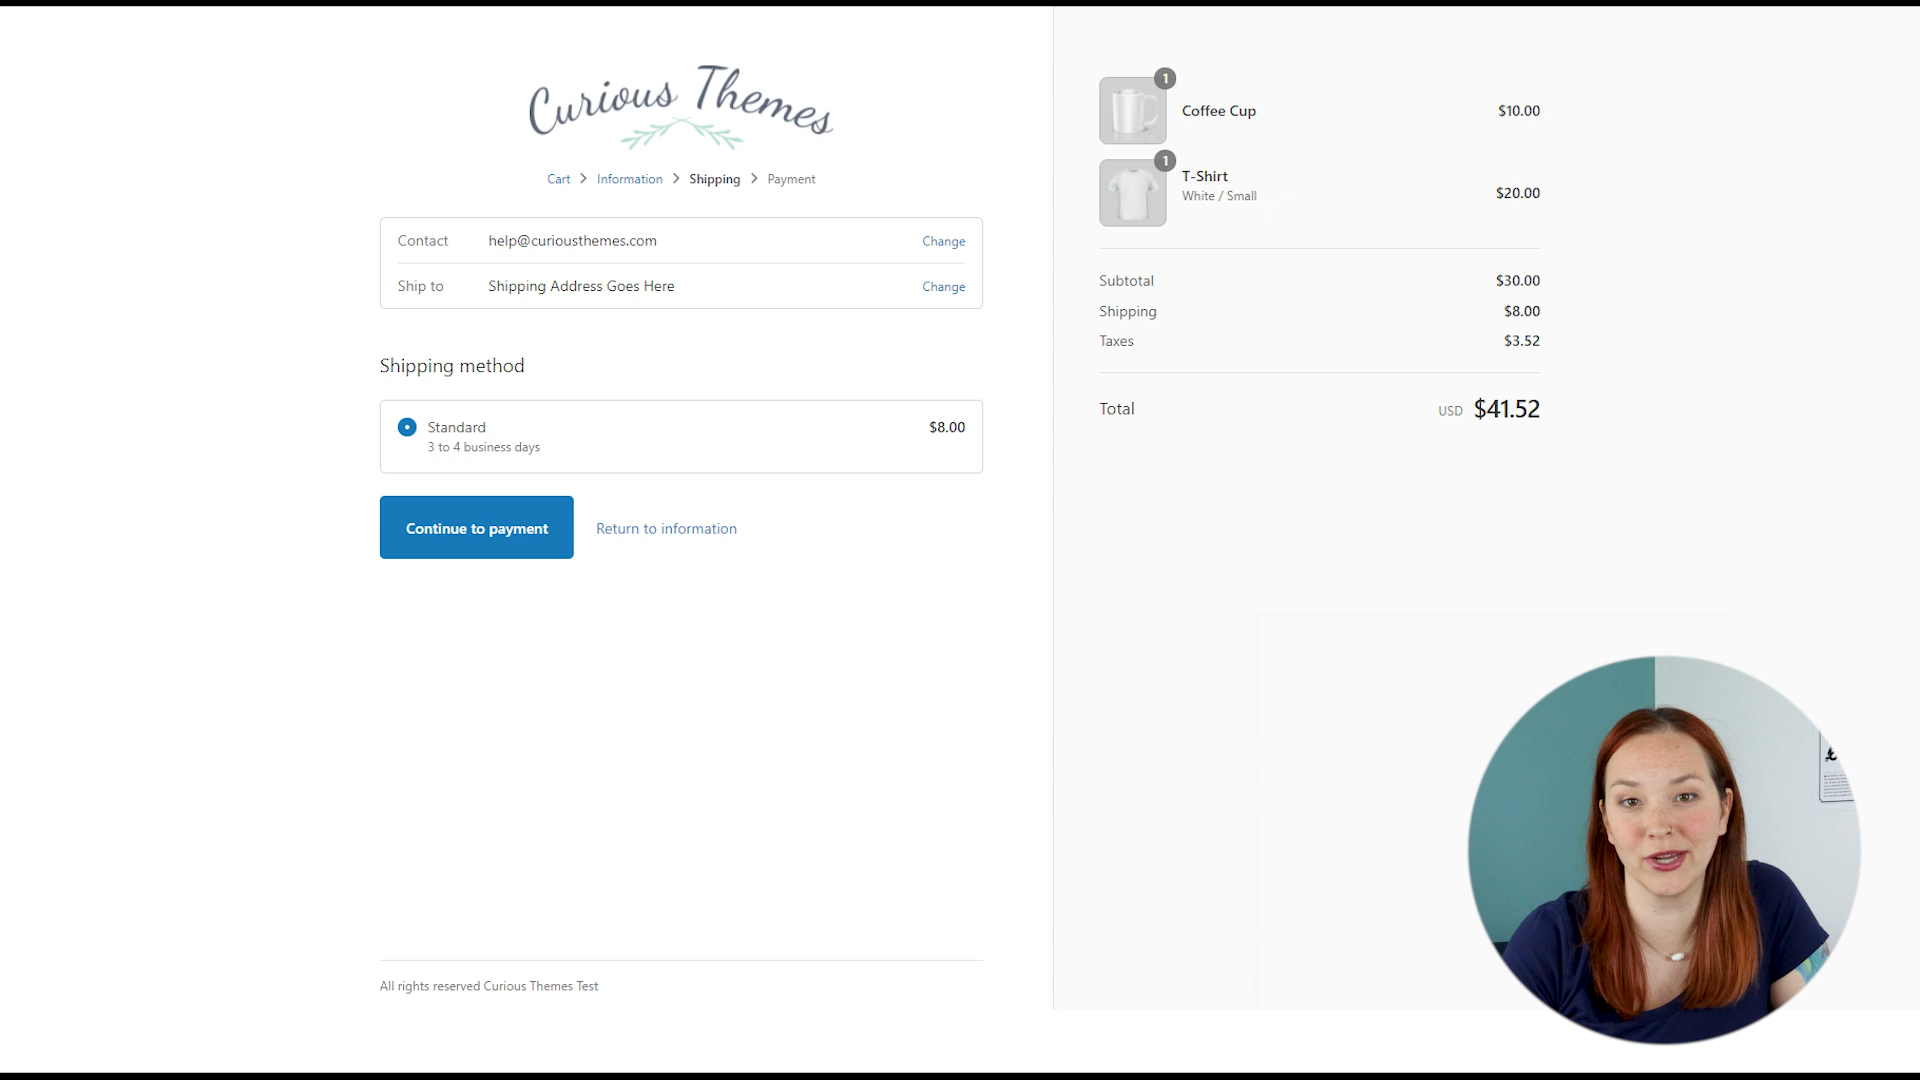 Curious Themes
Cart > Information > Shipping > Payment
Contact help@curiousthemes.com Change
Ship to Shipping Address Goes Here Change
Shipping method
Standard $8.00
3 to 4 business days
Continue to payment Return to information
All rights reserved Curious Themes Test
1
Coffee Cup $10.00
1
T-Shirt
White / Small
$20.00
Subtotal $30.00
Shipping $8.00
Taxes $3.52
Total USD $41.52